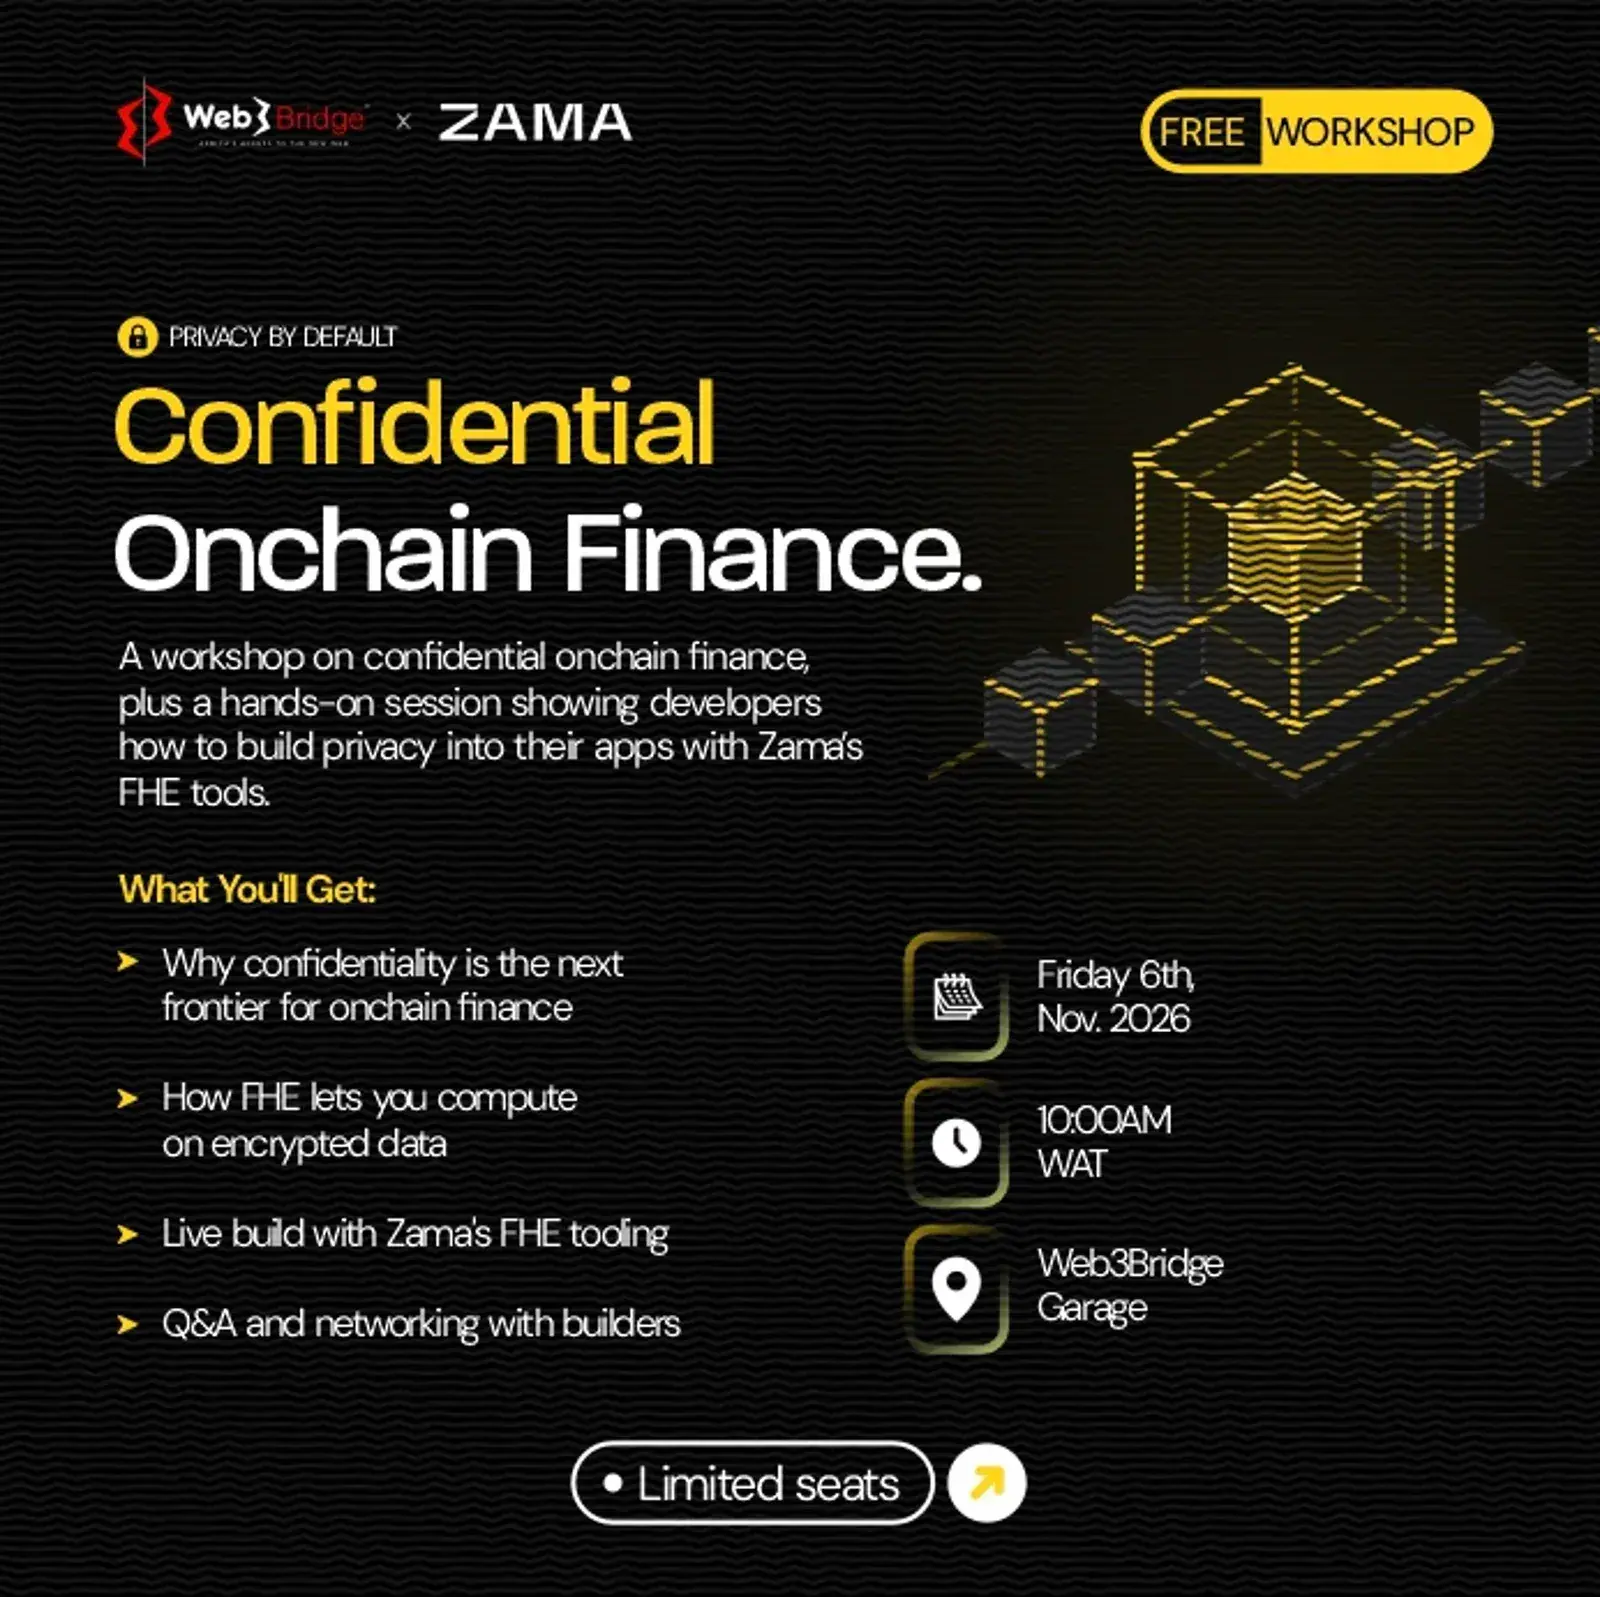 Web3Bridge x ZAMA
FREE WORKSHOP
PRIVACY BY DEFAULT
Confidential
Onchain Finance.
A workshop on confidential onchain finance,
plus a hands-on session showing developers
how to build privacy into their apps with Zama's
FHE tools.
What You'll Get:
Why confidentiality is the next
frontier for onchain finance
How FHE lets you compute
on encrypted data
Live build with Zama's FHE tooling
Q&A and networking with builders
Friday 6th,
Nov. 2026
10:00AM
WAT
Web3Bridge
Garage
Limited seats